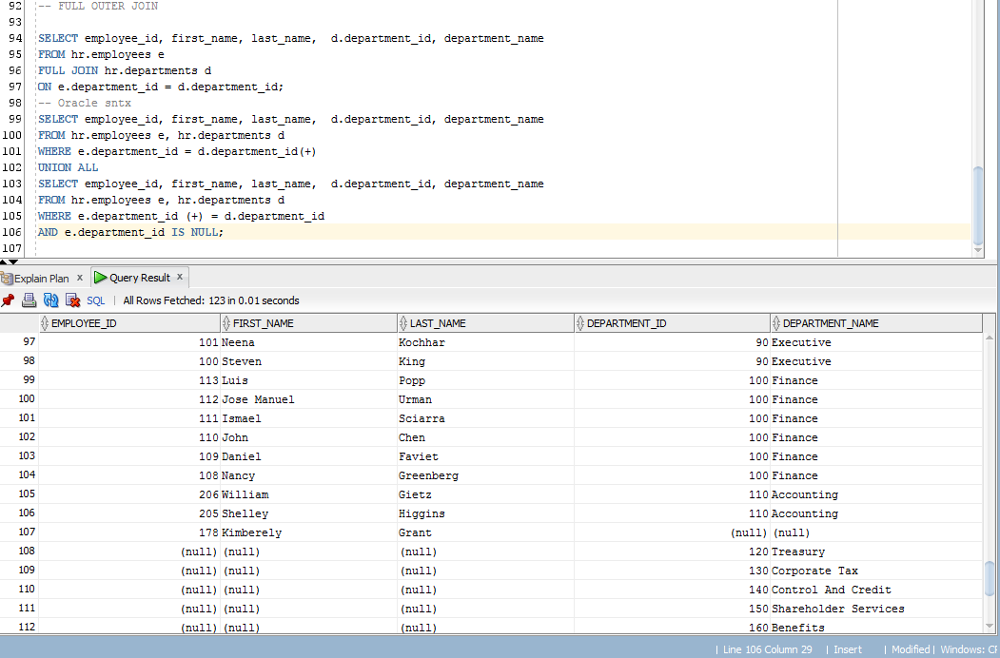 92 -- FULL OUTER JOIN
93
94 SELECT employee_id, first_name, last_name,  d.department_id, department_name
95 FROM hr.employees e
96 FULL JOIN hr.departments d
97 ON e.department_id = d.department_id;
98 -- Oracle sntx
99 SELECT employee_id, first_name, last_name,  d.department_id, department_name
100 FROM hr.employees e, hr.departments d
101 WHERE e.department_id = d.department_id(+)
102 UNION ALL
103 SELECT employee_id, first_name, last_name,  d.department_id, department_name
104 FROM hr.employees e, hr.departments d
105 WHERE e.department_id (+) = d.department_id
106 AND e.department_id IS NULL;
107
Explain Plan x Query Result x
SQL | All Rows Fetched: 123 in 0.01 seconds
EMPLOYEE_ID FIRST_NAME LAST_NAME DEPARTMENT_ID DEPARTMENT_NAME
97 101 Neena Kochhar 90 Executive
98 100 Steven King 90 Executive
99 113 Luis Popp 100 Finance
100 112 Jose Manuel Urman 100 Finance
101 111 Ismael Sciarra 100 Finance
102 110 John Chen 100 Finance
103 109 Daniel Faviet 100 Finance
104 108 Nancy Greenberg 100 Finance
105 206 William Gietz 110 Accounting
106 205 Shelley Higgins 110 Accounting
107 178 Kimberely Grant (null) (null)
108 (null) (null) (null) 120 Treasury
109 (null) (null) (null) 130 Corporate Tax
110 (null) (null) (null) 140 Control And Credit
111 (null) (null) (null) 150 Shareholder Services
112 (null) (null) (null) 160 Benefits
| Line 106 Column 29 | Insert | Modified | Windows: